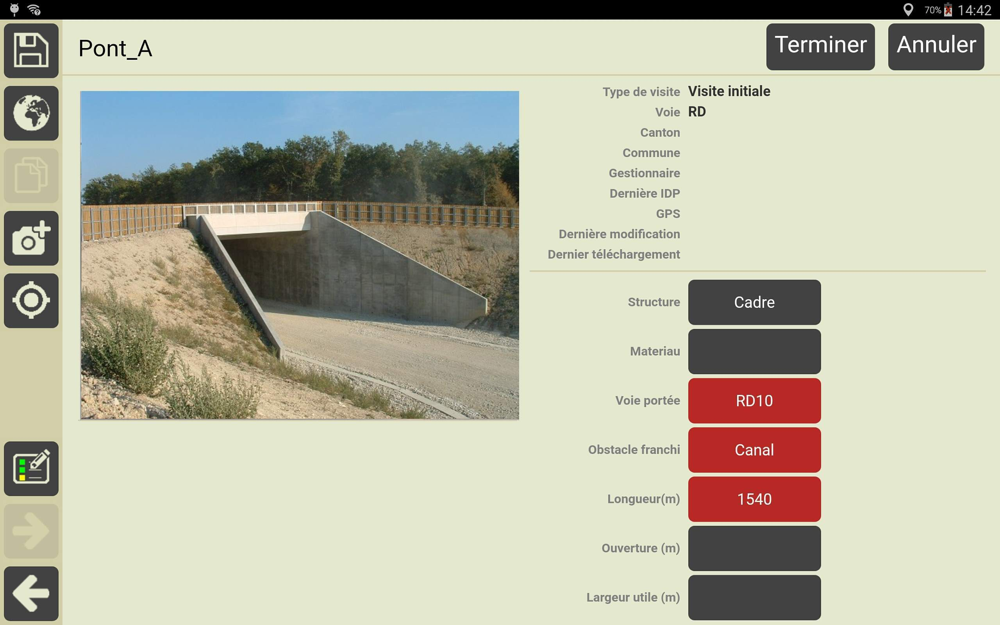 70% 14:42
Pont_A
Terminer
Annuler
Type de visite Visite initiale
Voie RD
Canton
Commune
Gestionnaire
Dernière IDP
GPS
Dernière modification
Dernier téléchargement
Structure Cadre
Materiau
Voie portée RD10
Obstacle franchi Canal
Longueur(m) 1540
Ouverture (m)
Largeur utile (m)